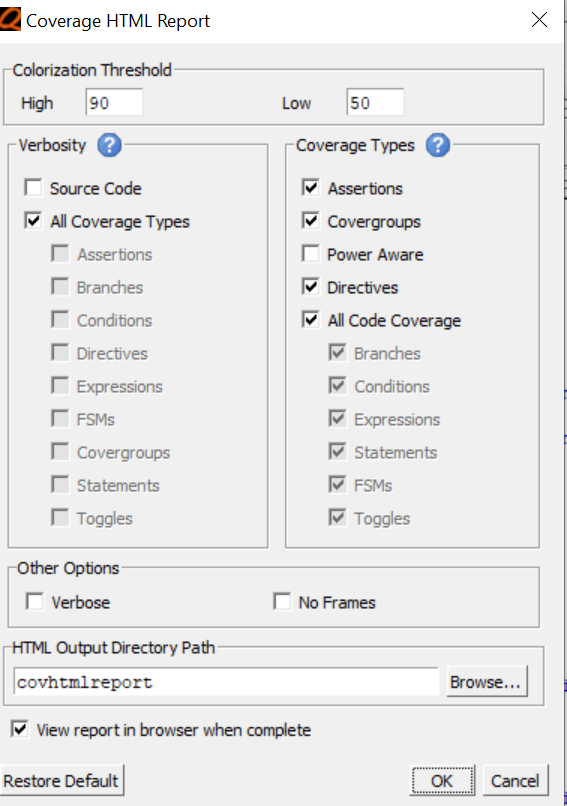 Coverage HTML Report
Colorization Threshold
High 90 Low 50
Verbosity ? Coverage Types ?
Source Code Assertions
All Coverage Types Covergroups
Assertions Power Aware
Branches Directives
Conditions All Code Coverage
Directives Branches
Expressions Conditions
FSMs Expressions
Covergroups Statements
Statements FSMs
Toggles Toggles
Other Options
Verbose No Frames
HTML Output Directory Path
covhtmlreport Browse...
View report in browser when complete
Restore Default OK Cancel